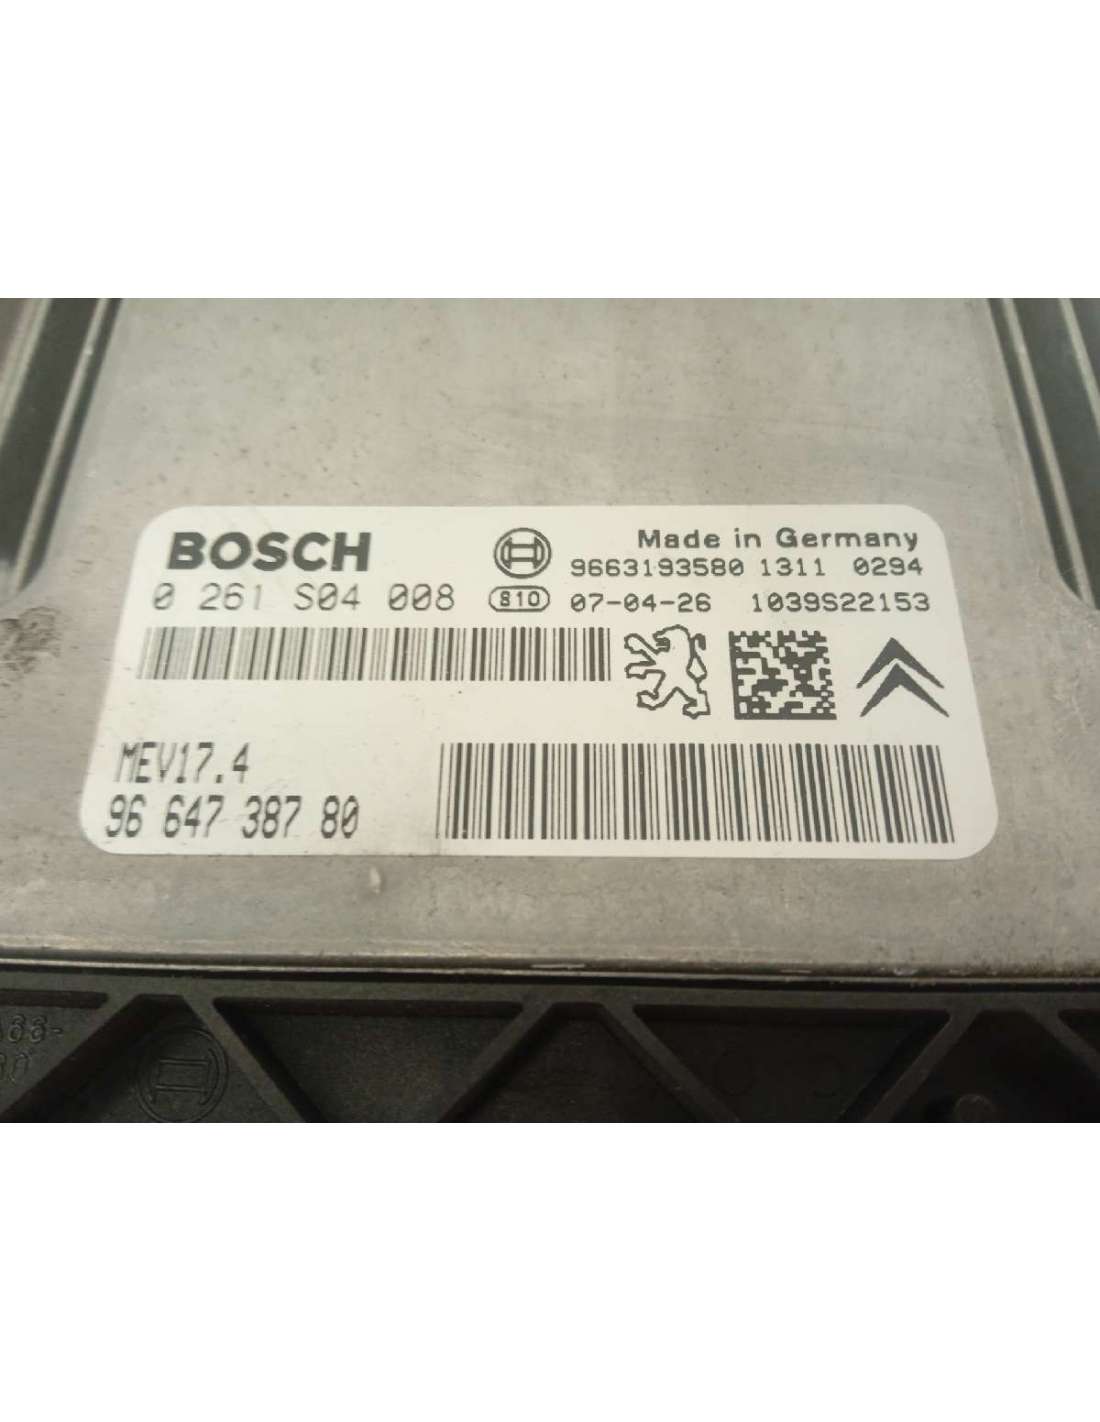 BOSCH
Made in Germany
9663193580 1311 0294
0 261 S04 008
810 07-04-26 1039S22153
MEV17.4
96 647 387 80